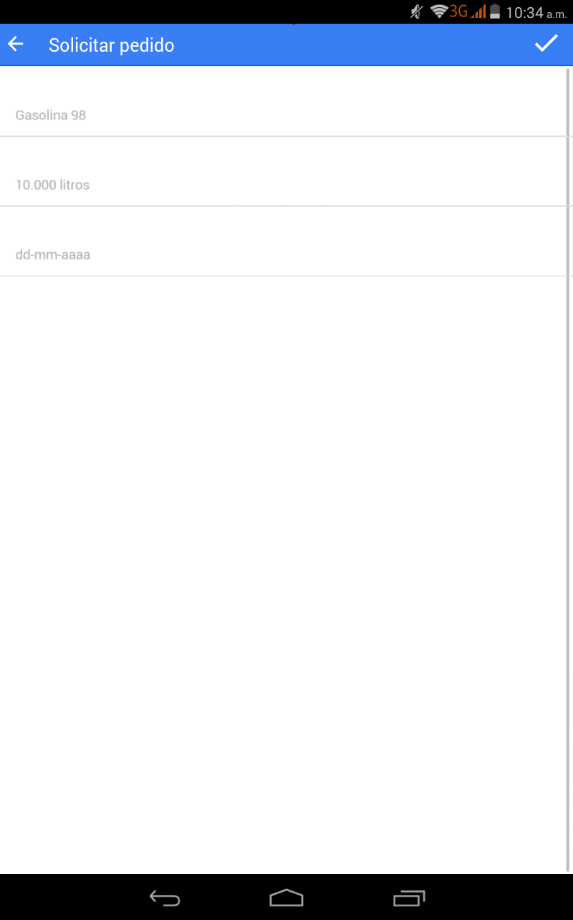 3G 10:34 a.m.
Solicitar pedido
Gasolina 98
10.000 litros
dd-mm-aaaa